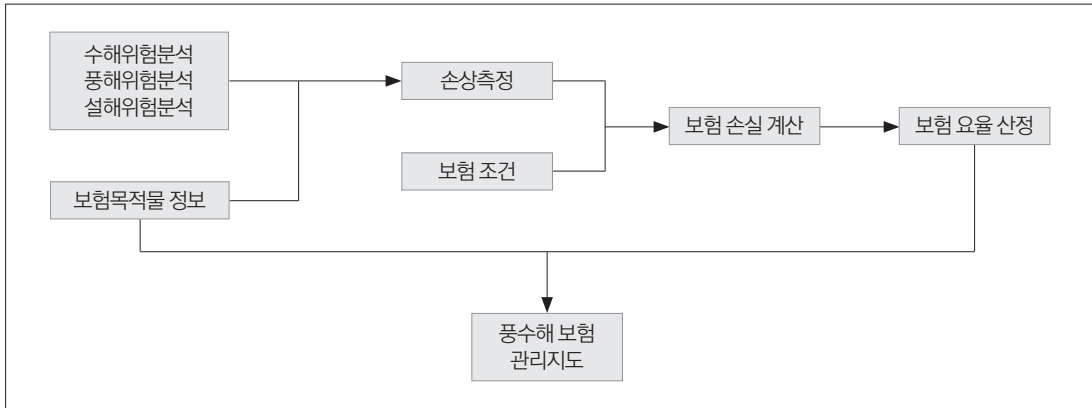 수해위험분석
풍해위험분석
설해위험분석
손상측정
보험 손실 계산
보험 요율 산정
보험 조건
보험목적물 정보
풍수해 보험
관리지도